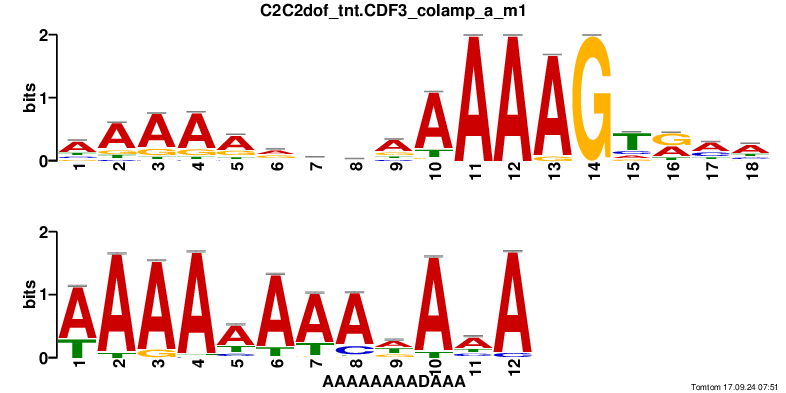 C2C2dof_tnt.CDF3_colamp_a_m1
bits
2
1
0
1 2 3 4 5 6 7 8 9 10 11 12 13 14 15 16 17 18
bits
2
1
0
1 2 3 4 5 6 7 8 9 10 11 12
AAAAAAAADAAA
Tomtom 17.09.24 07:51